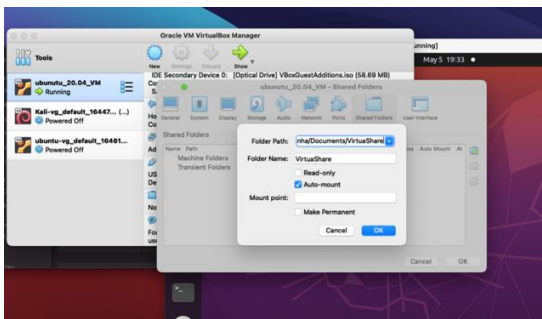 Oracle VM VirtualBox Manager
unning]
Tools
New Settings Discard Show
May 5 19:33
IDE Secondary Device 0: [Optical Drive] VBoxGuestAdditions.iso (58.69 MB)
ubunutu_20.04_VM
Running
ubunutu_20.04_VM - Shared Folders
Kali-vg_default_16447... (...)
Powered Off
General System Display Storage Audio Network Ports Shared Folders User Interface
ubuntu-vg_default_16461...
Powered Off
Shared Folders
Name Path
Auto Mount At
Machine Folders
Transient Folders
Folder Path: nha/Documents/VirtuaShare
Folder Name: VirtuaShare
Read-only
Auto-mount
Mount point:
Make Permanent
Cancel OK
Cancel OK